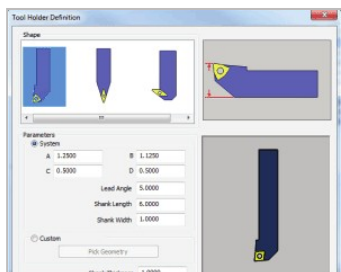 Tool Holder Definition
Shape
Parameters
System
A 1.2500 B 1.1250
C 0.5000 D 0.5000
Lead Angle 5.0000
Shank Length 6.0000
Shank Width 1.0000
Custom
Pick Geometry